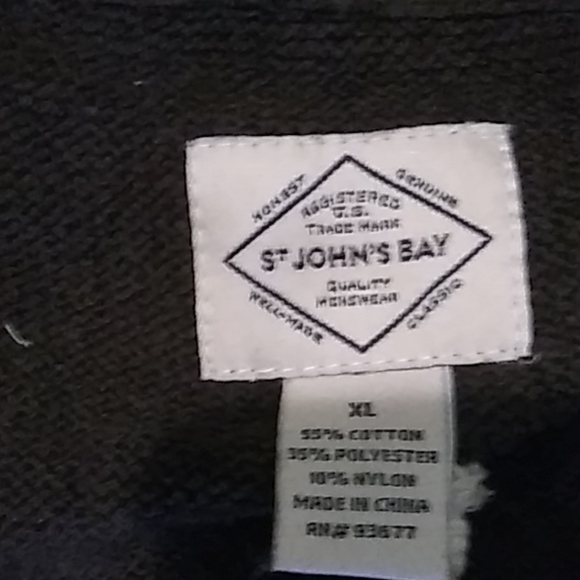 HONEST
GENUINE
REGISTERED
U.S.
TRADE MARK
ST JOHN'S BAY
QUALITY
MENSWEAR
WELL-MADE
CLASSIC
XL
55% COTTON
35% POLYESTER
10% NYLON
MADE IN CHINA
RN# 93677